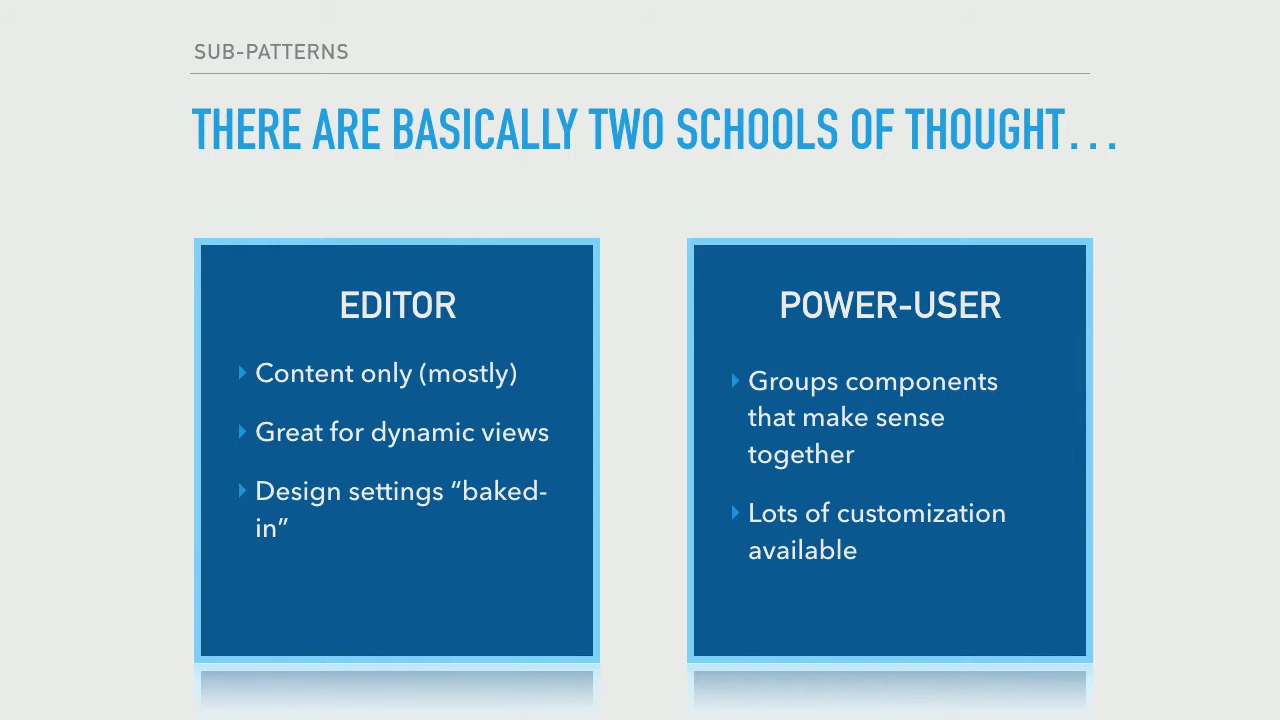 SUB-PATTERNS
THERE ARE BASICALLY TWO SCHOOLS OF THOUGHT...
EDITOR
Content only (mostly)
Great for dynamic views
Design settings “baked-
in”
POWER-USER
Groups components
that make sense
together
Lots of customization
available